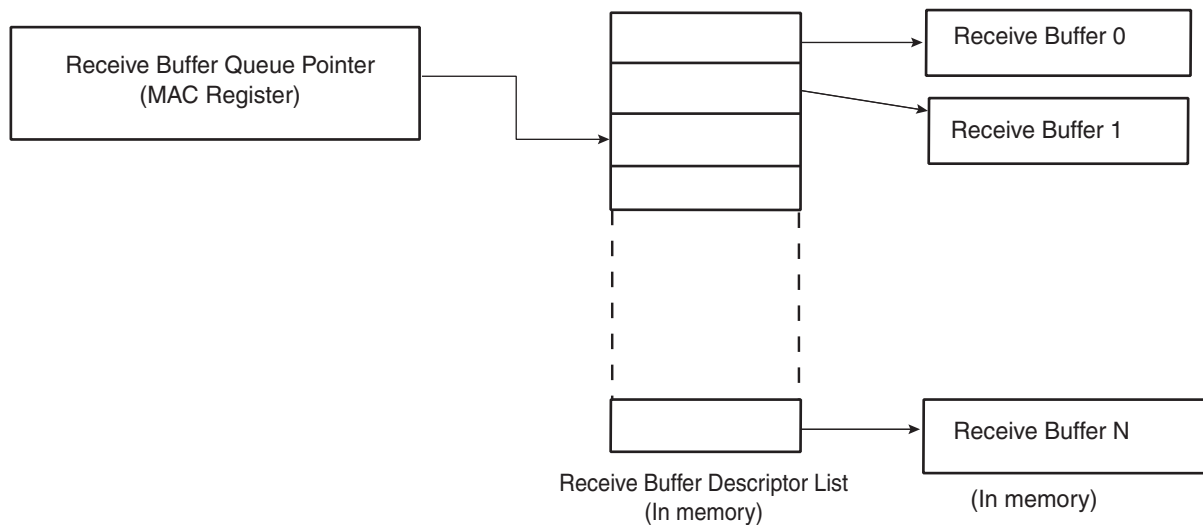 Receive Buffer Queue Pointer
(MAC Register)
Receive Buffer 0
Receive Buffer 1
Receive Buffer N
Receive Buffer Descriptor List
(In memory)
(In memory)